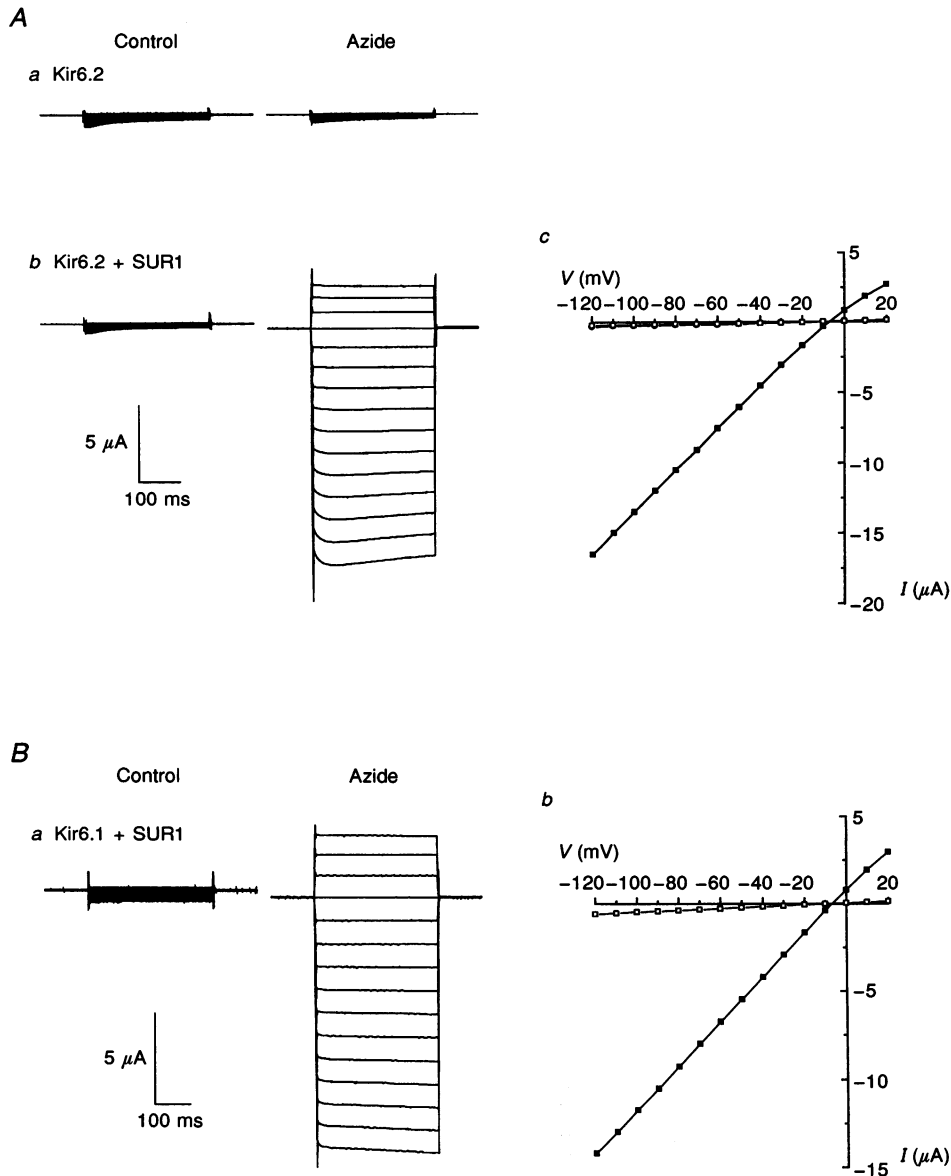 A
Control Azide
a Kir6.2
b Kir6.2 + SUR1
5 μA
100 ms
c
V (mV)
−120 −100 −80 −60 −40 −20 20
5
−5
−10
−15
−20
I (μA)
B
Control Azide
a Kir6.1 + SUR1
5 μA
100 ms
b
V (mV)
−120 −100 −80 −60 −40 −20 20
5
−5
−10
−15
I (μA)